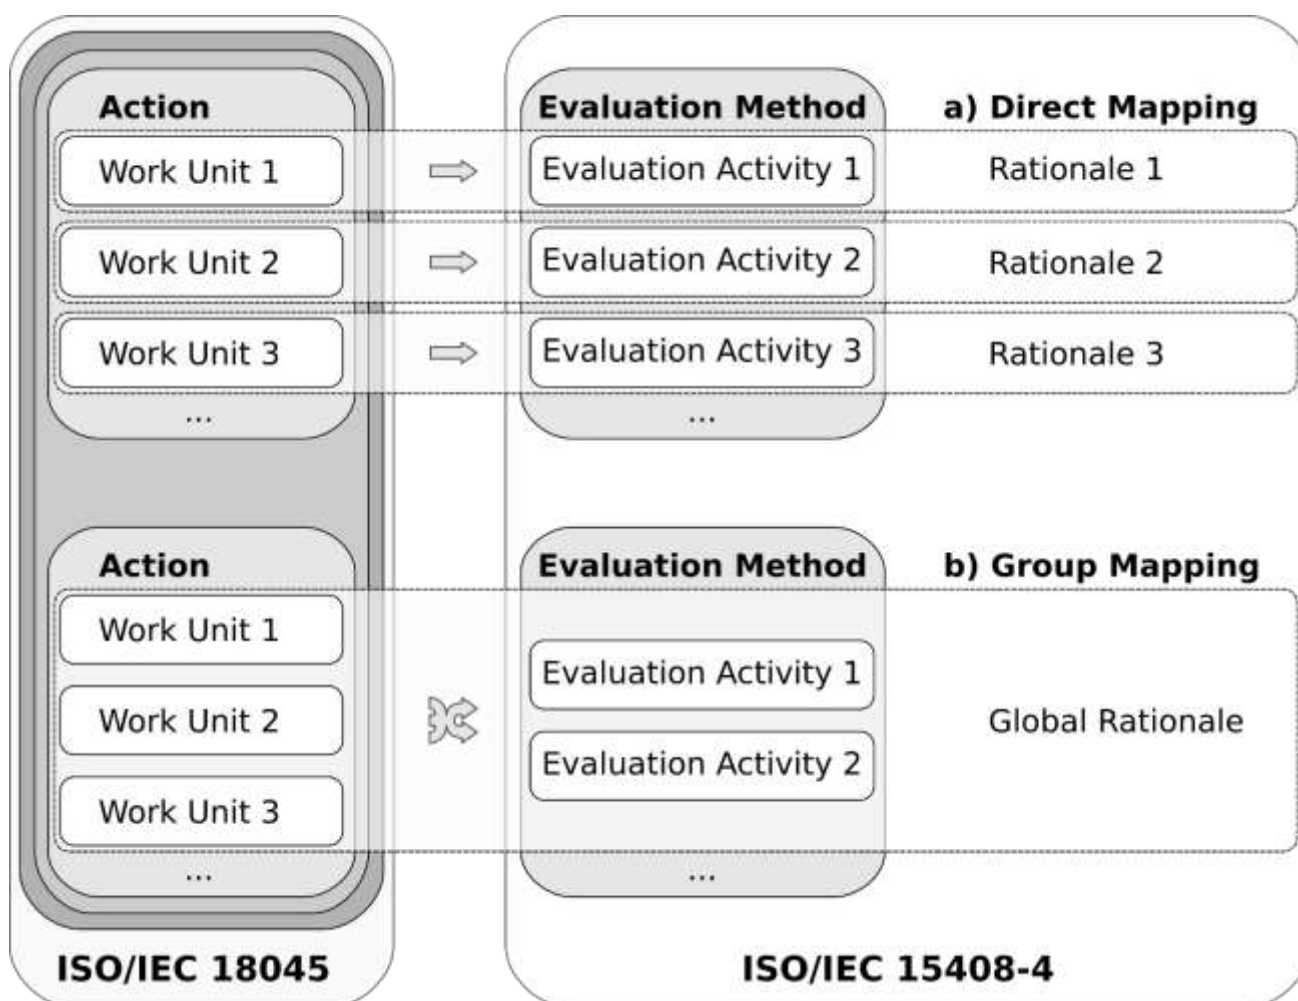 Action
Evaluation Method
a) Direct Mapping
Work Unit 1
Evaluation Activity 1
Rationale 1
Work Unit 2
Evaluation Activity 2
Rationale 2
Work Unit 3
Evaluation Activity 3
Rationale 3
...
...
Action
Evaluation Method
b) Group Mapping
Work Unit 1
Work Unit 2
Work Unit 3
Evaluation Activity 1
Evaluation Activity 2
Global Rationale
...
...
ISO/IEC 18045
ISO/IEC 15408-4